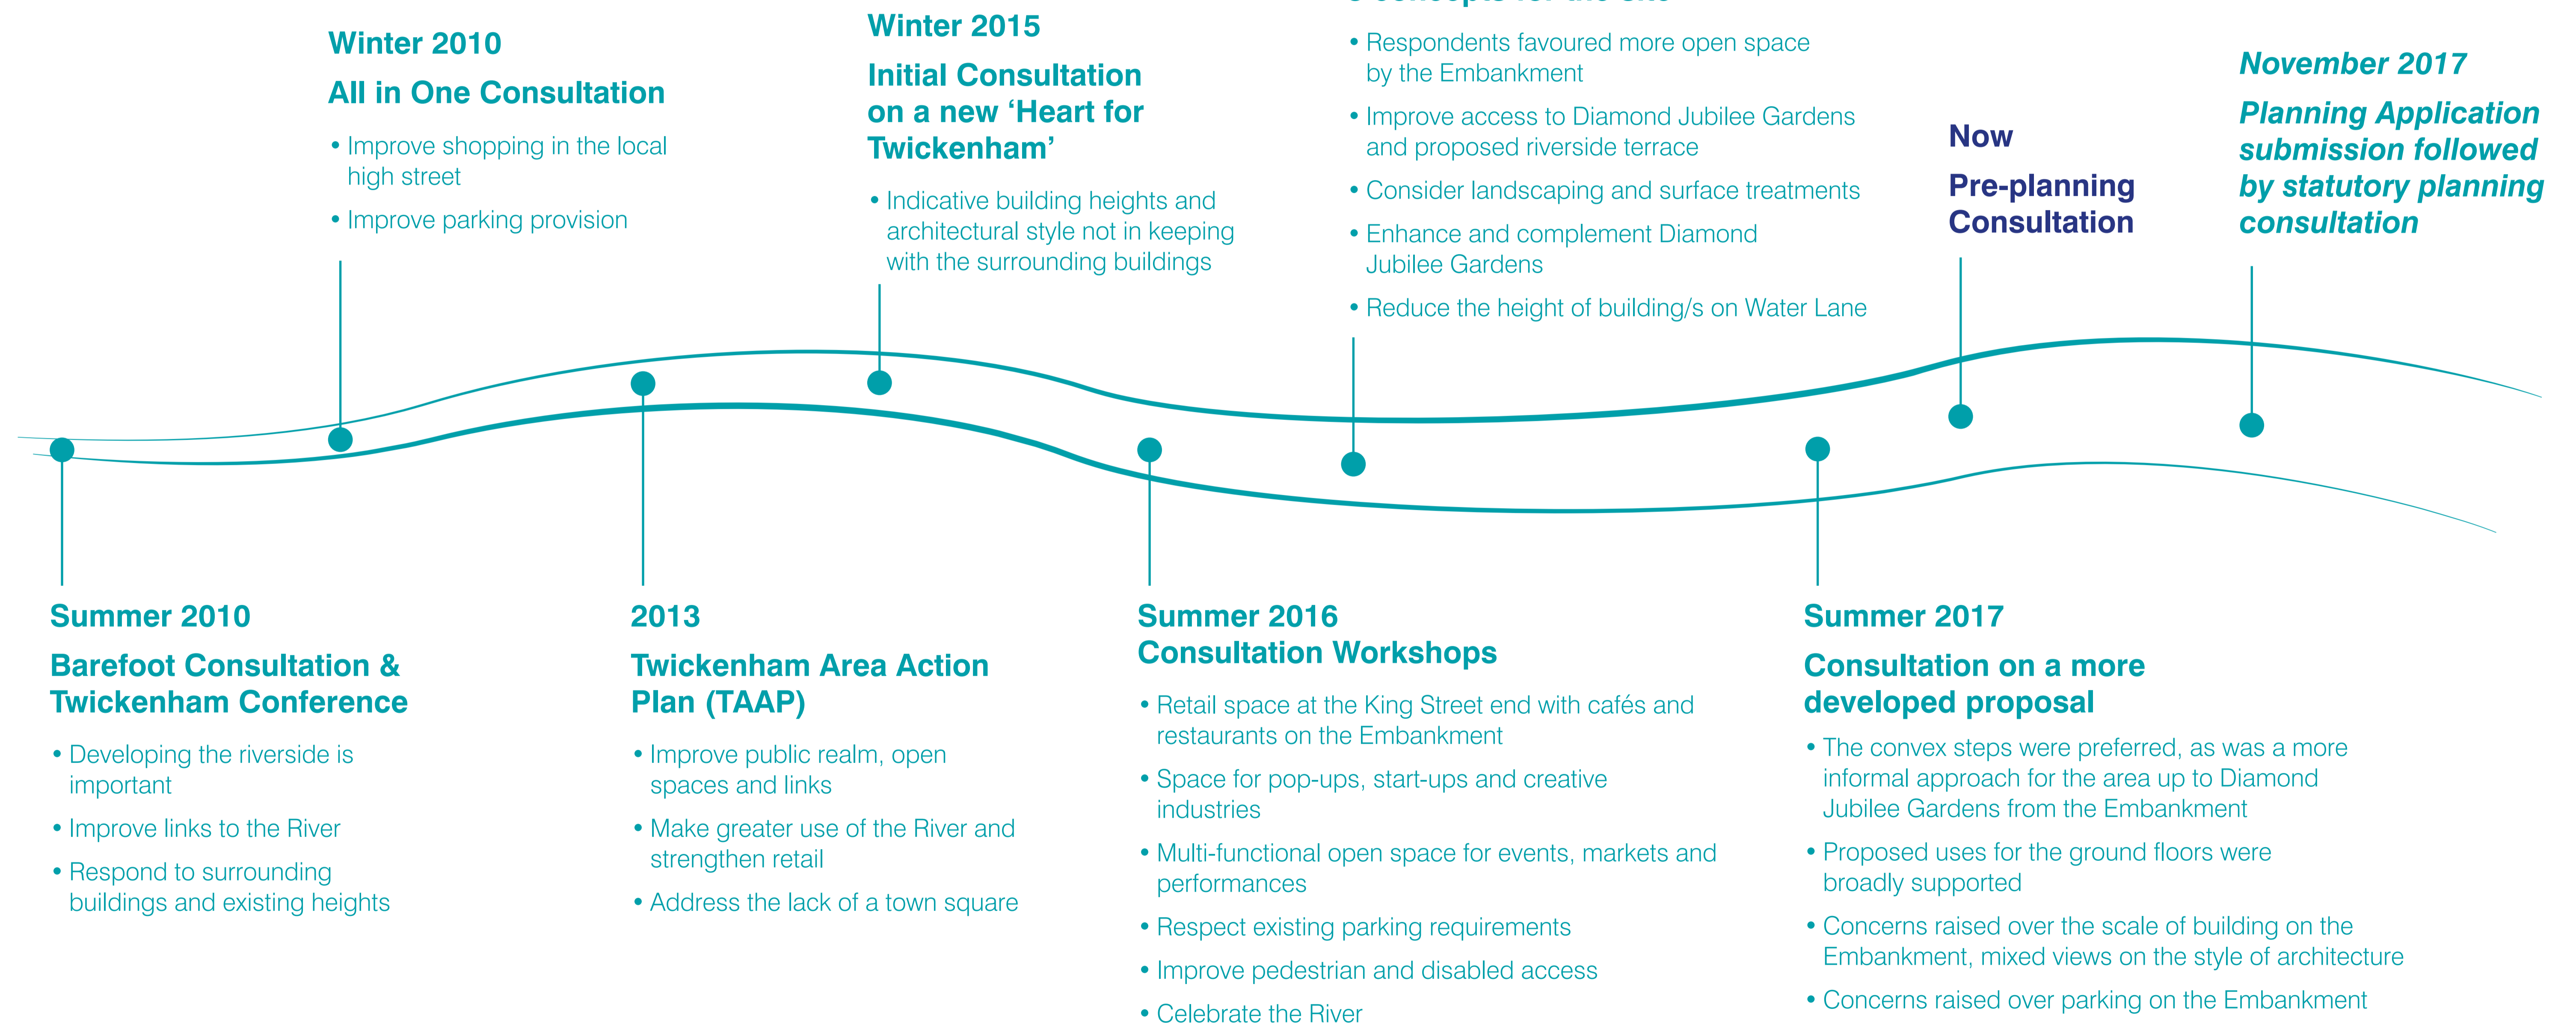 Winter 2010
All in One Consultation
• Improve shopping in the local
high street
• Improve parking provision
Winter 2015
Initial Consultation
on a new ‘Heart for
Twickenham’
• Indicative building heights and
architectural style not in keeping
with the surrounding buildings
concepts for the site
• Respondents favoured more open space
by the Embankment
• Improve access to Diamond Jubilee Gardens
and proposed riverside terrace
• Consider landscaping and surface treatments
• Enhance and complement Diamond
Jubilee Gardens
• Reduce the height of building/s on Water Lane
Now
Pre-planning
Consultation
November 2017
Planning Application
submission followed
by statutory planning
consultation
Summer 2010
Barefoot Consultation &
Twickenham Conference
• Developing the riverside is
important
• Improve links to the River
• Respond to surrounding
buildings and existing heights
2013
Twickenham Area Action
Plan (TAAP)
• Improve public realm, open
spaces and links
• Make greater use of the River and
strengthen retail
• Address the lack of a town square
Summer 2016
Consultation Workshops
• Retail space at the King Street end with cafés and
restaurants on the Embankment
• Space for pop-ups, start-ups and creative
industries
• Multi-functional open space for events, markets and
performances
• Respect existing parking requirements
• Improve pedestrian and disabled access
• Celebrate the River
Summer 2017
Consultation on a more
developed proposal
• The convex steps were preferred, as was a more
informal approach for the area up to Diamond
Jubilee Gardens from the Embankment
• Proposed uses for the ground floors were
broadly supported
• Concerns raised over the scale of building on the
Embankment, mixed views on the style of architecture
• Concerns raised over parking on the Embankment